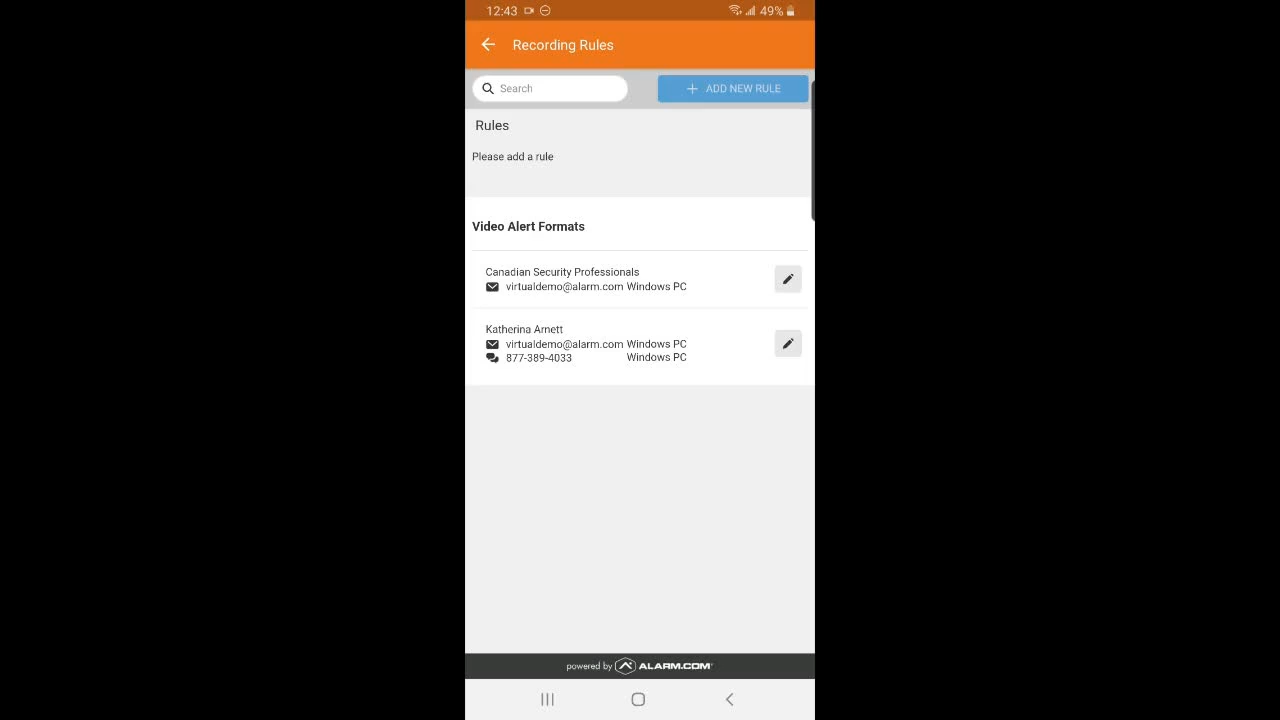 12:43 49%
Recording Rules
Search
ADD NEW RULE
Rules
Please add a rule
Video Alert Formats
Canadian Security Professionals
virtualdemo@alarm.com Windows PC
Katherina Arnett
virtualdemo@alarm.com Windows PC
877-389-4033 Windows PC
powered by ALARM.COM